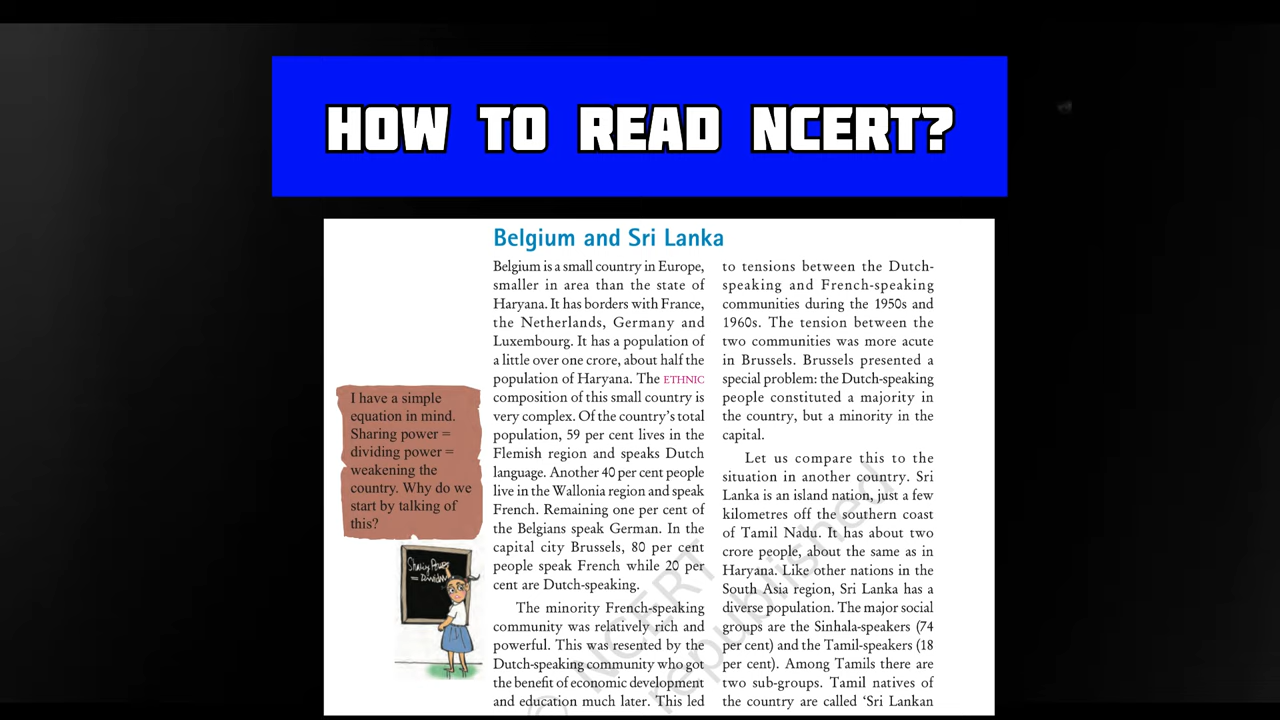 HOW TO READ NCERT?
Belgium and Sri Lanka
Belgium is a small country in Europe,
smaller in area than the state of
Haryana. It has borders with France,
the Netherlands, Germany and
Luxembourg. It has a population of
a little over one crore, about half the
population of Haryana. The ETHNIC
composition of this small country is
very complex. Of the country's total
population, 59 per cent lives in the
Flemish region and speaks Dutch
language. Another 40 per cent people
live in the Wallonia region and speak
French. Remaining one per cent of
the Belgians speak German. In the
capital city Brussels, 80 per cent
people speak French while 20 per
cent are Dutch-speaking.
The minority French-speaking
community was relatively rich and
powerful. This was resented by the
Dutch-speaking community who got
the benefit of economic development
and education much later. This led
to tensions between the Dutch-
speaking and French-speaking
communities during the 1950s and
1960s. The tension between the
two communities was more acute
in Brussels. Brussels presented a
special problem: the Dutch-speaking
people constituted a majority in
the country, but a minority in the
capital.
Let us compare this to the
situation in another country. Sri
Lanka is an island nation, just a few
kilometres off the southern coast
of Tamil Nadu. It has about two
crore people, about the same as in
Haryana. Like other nations in the
South Asia region, Sri Lanka has a
diverse population. The major social
groups are the Sinhala-speakers (74
per cent) and the Tamil-speakers (18
per cent). Among Tamils there are
two sub-groups. Tamil natives of
the country are called 'Sri Lankan
I have a simple
equation in mind.
Sharing power =
dividing power =
weakening the
country. Why do we
start by talking of
this?
Sharing Power
= Dividin
© NCERT
republished